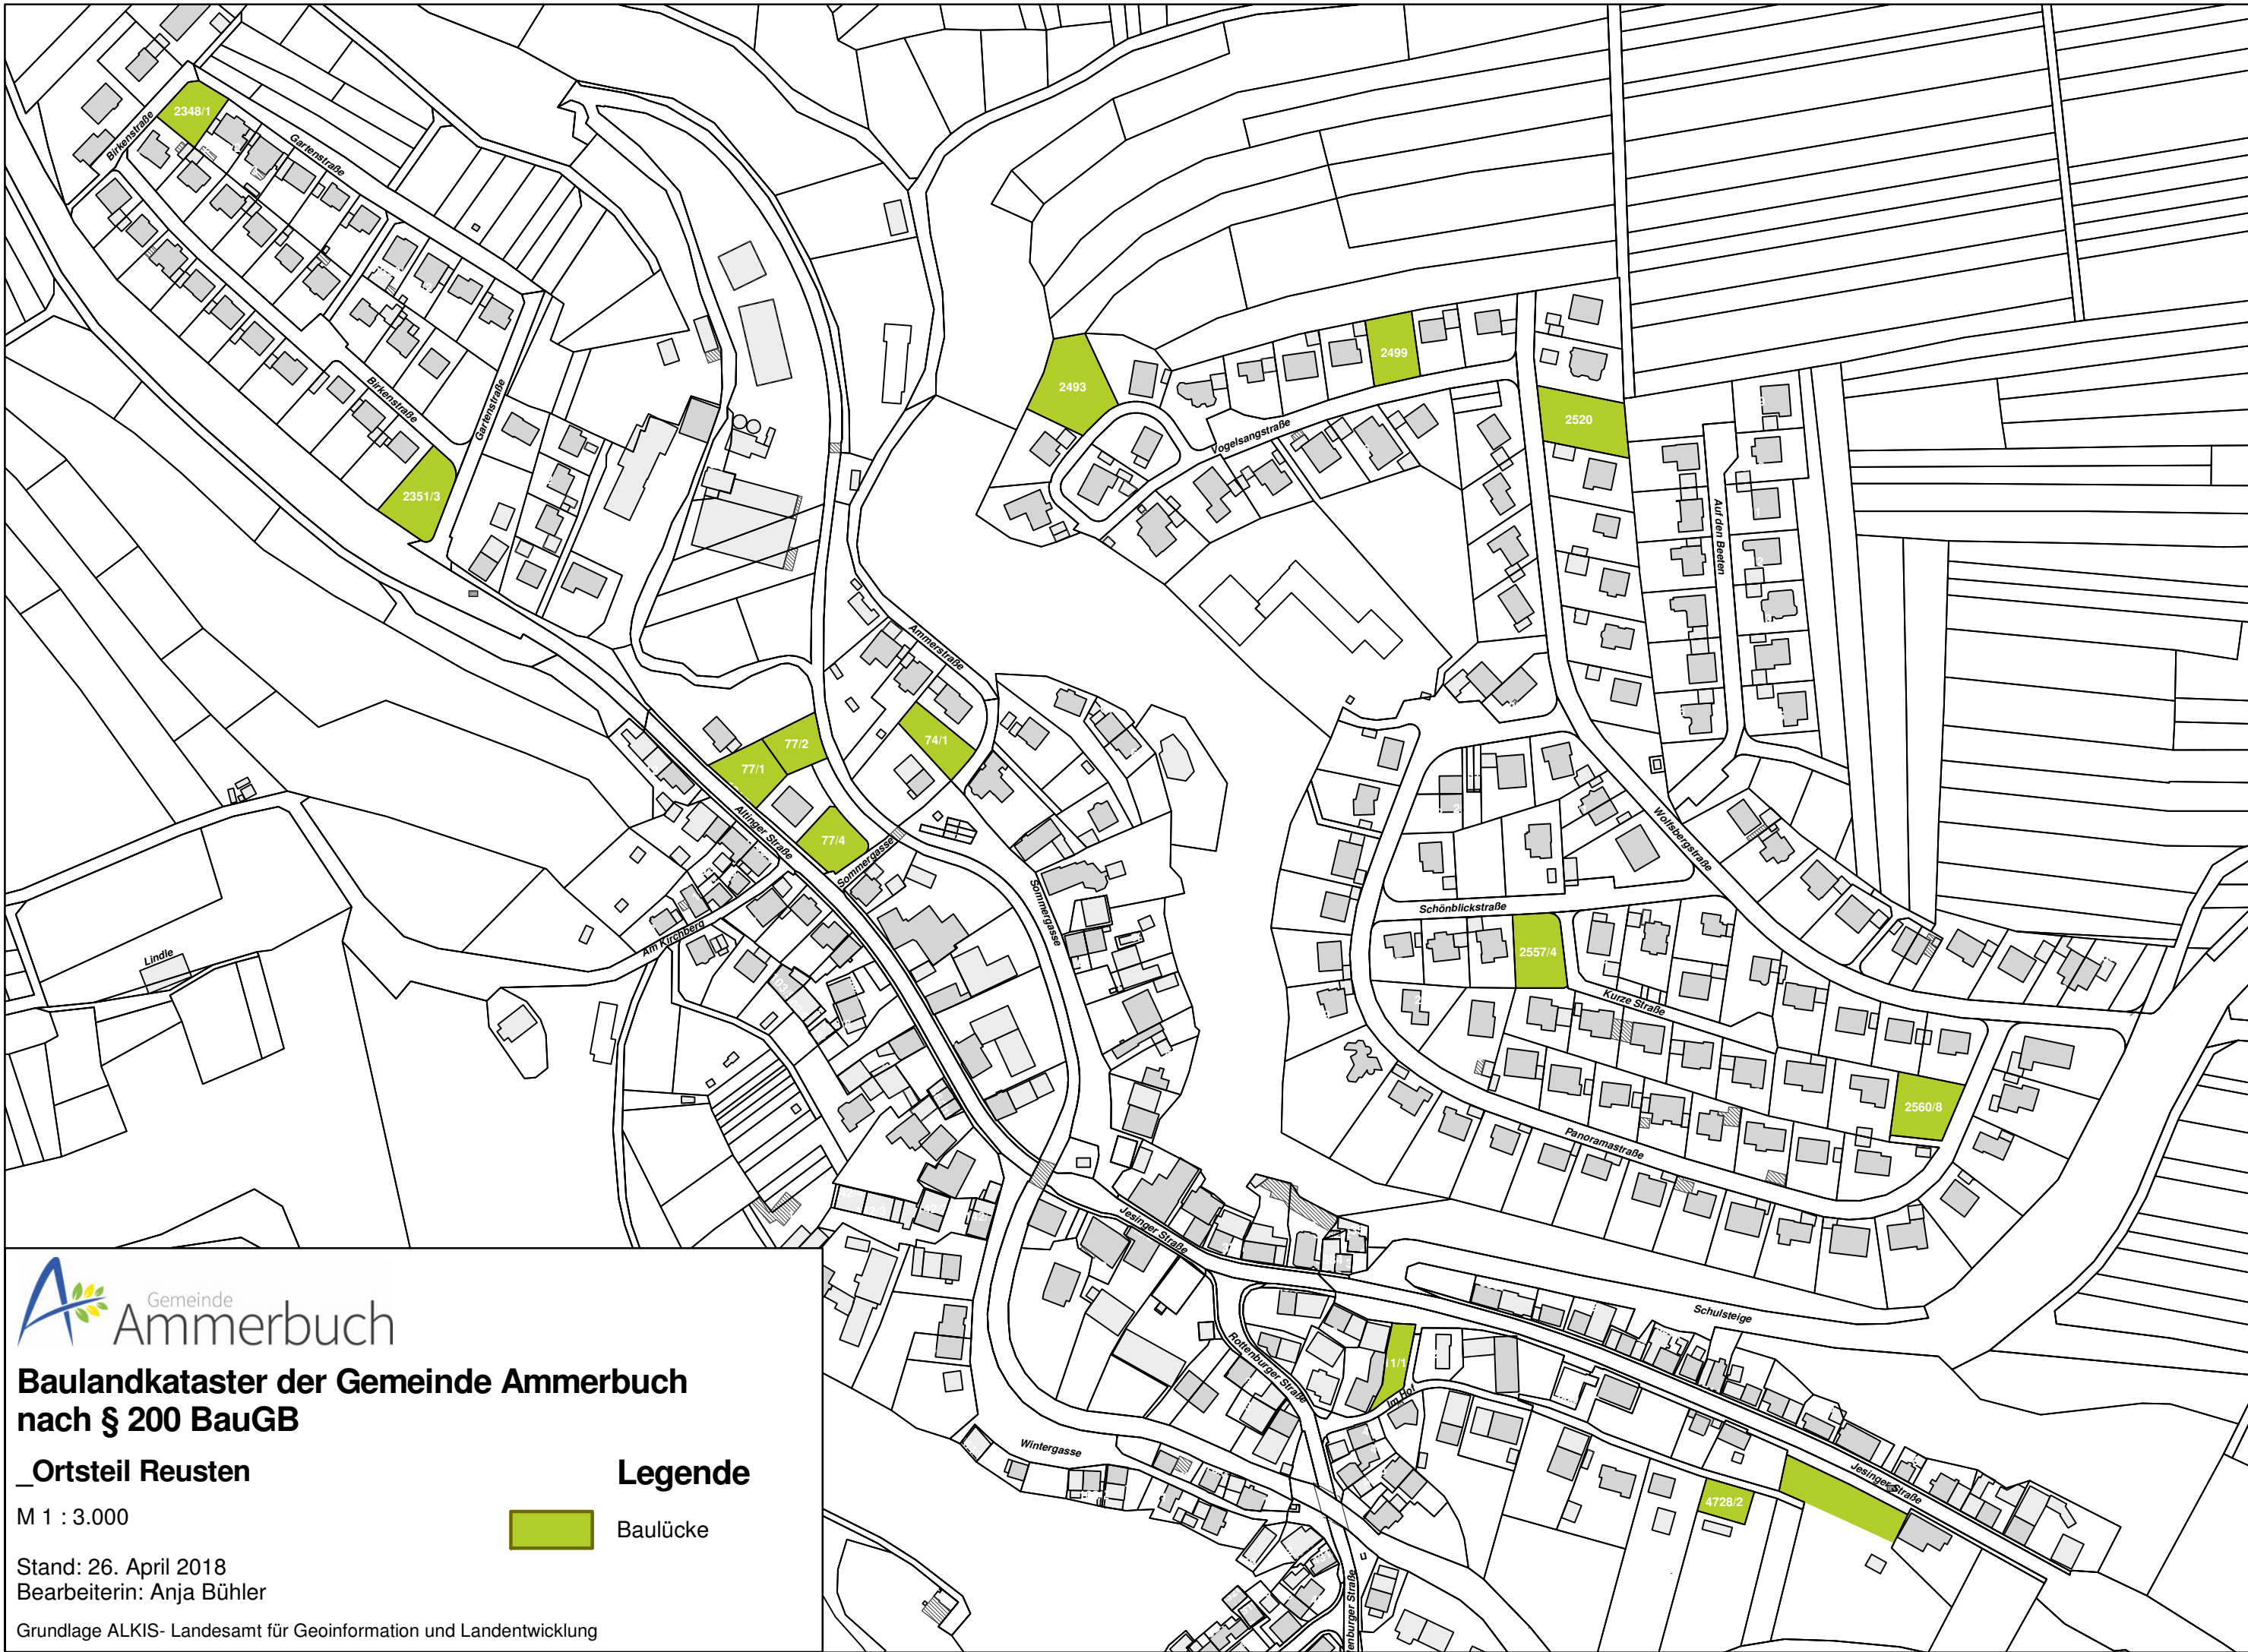 2348/1
Birkenstraße
Gartenstraße
Birkenstraße
Gartenstraße
2351/3
2493
2499
2520
Vogelsangstraße
Auf den Beeten
Ammerstraße
77/2
74/1
77/1
77/4
Altinger Straße
Sommergasse
Sommergasse
Am Kirchberg
Lindle
Wolfsbergstraße
Schönblickstraße
2557/4
Kurze Straße
2560/8
Panoramastraße
Jesinger Straße
Schulsteige
Rottenburger Straße
11/1
Im Hof
Wintergasse
Jesinger Straße
4728/2
enburger Straße
Gemeinde
Ammerbuch
Baulandkataster der Gemeinde Ammerbuch
nach § 200 BauGB
_Ortsteil Reusten
Legende
M 1 : 3.000
Baulücke
Stand: 26. April 2018
Bearbeiterin: Anja Bühler
Grundlage ALKIS- Landesamt für Geoinformation und Landentwicklung